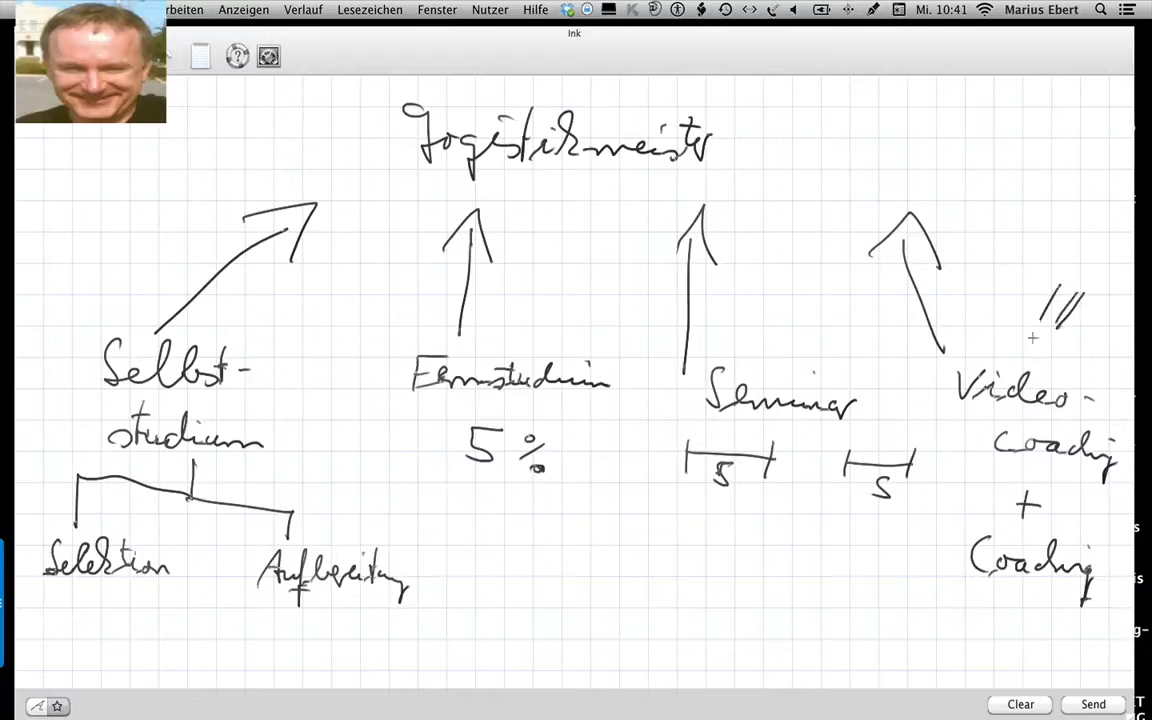 arbeiten Anzeigen Verlauf Lesezeichen Fenster Nutzer Hilfe Mi. 10:41 Marius Ebert
Ink
Logistikmeister
Selbst-
studium
Selektion Aufbereitung
Fernstudium
5 %
Seminar
5 5
Video-
coaching
+
Coaching
Clear Send